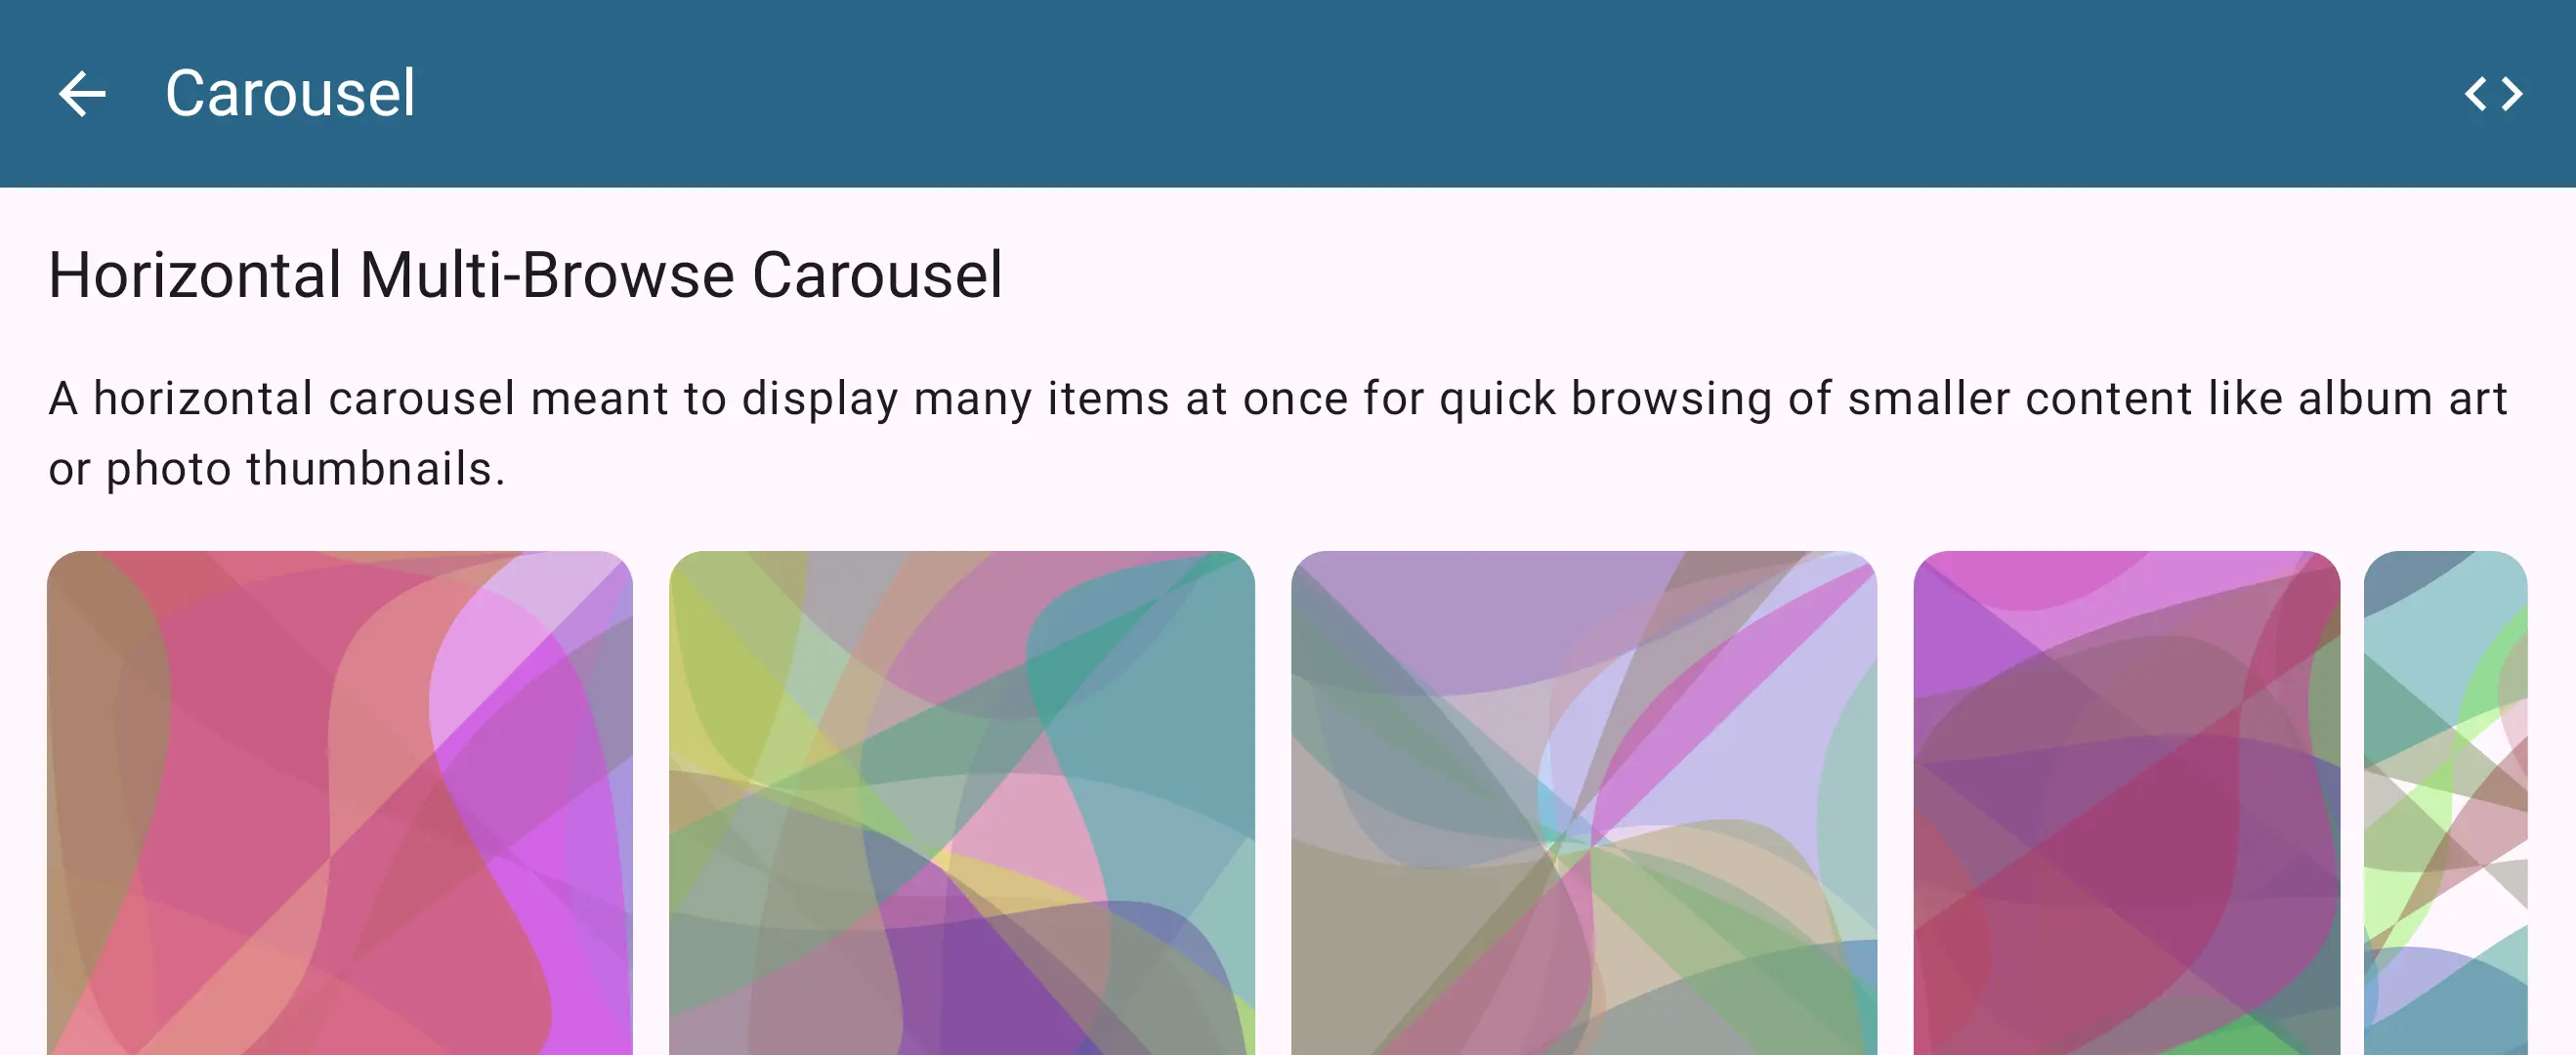 Carousel
Horizontal Multi-Browse Carousel
A horizontal carousel meant to display many items at once for quick browsing of smaller content like album art
or photo thumbnails.